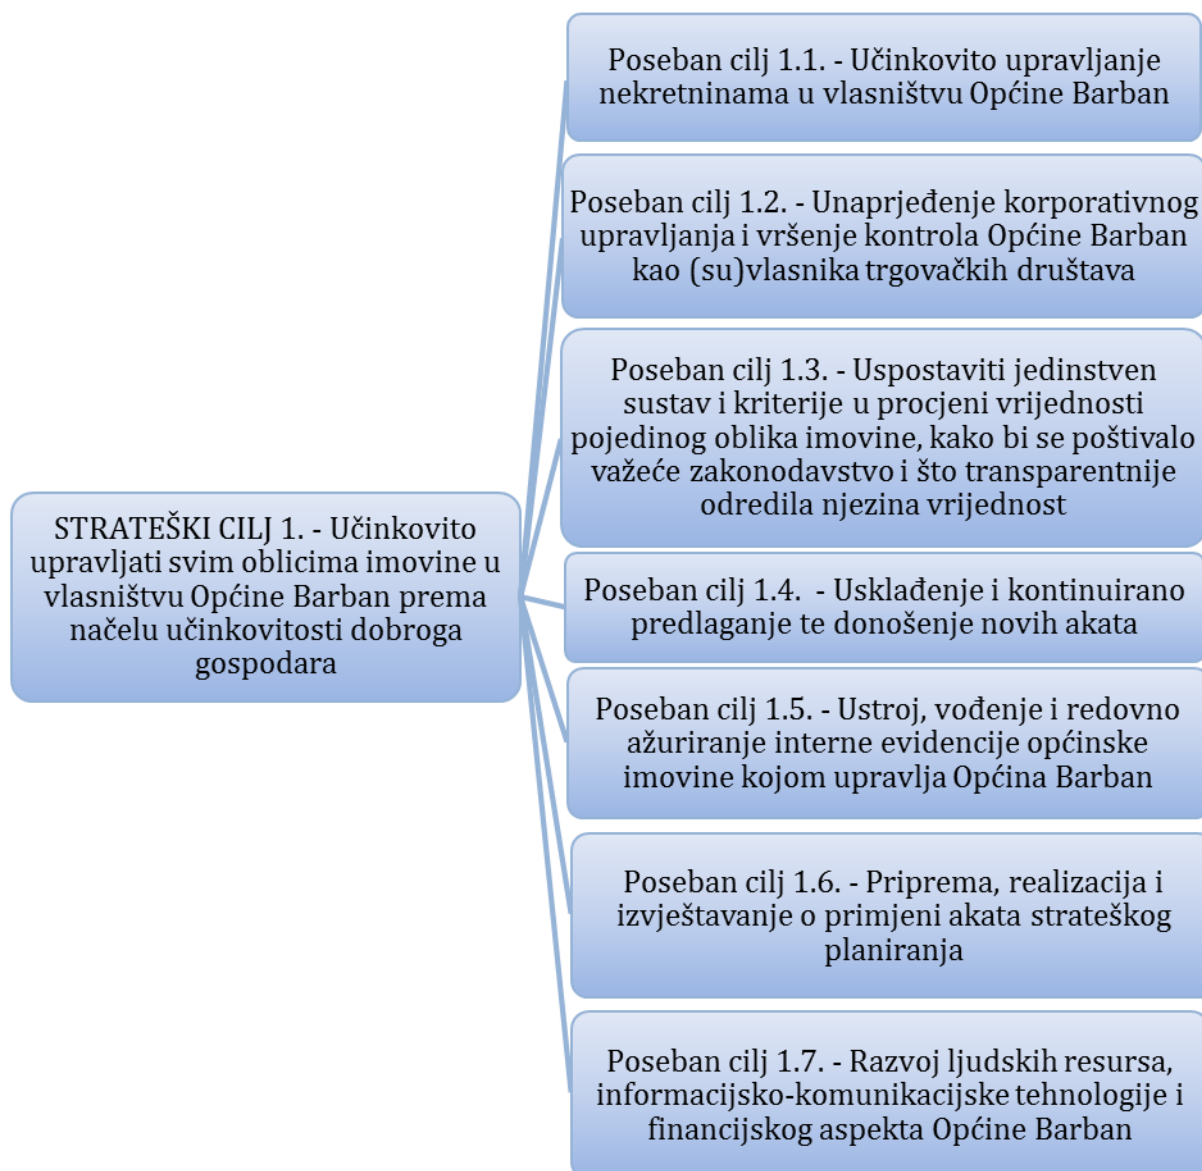 STRATEŠKI CILJ 1. - Učinkovito
upravljati svim oblicima imovine u
vlasništvu Općine Barban prema
načelu učinkovitosti dobroga
gospodara
Poseban cilj 1.1. - Učinkovito upravljanje
nekretninama u vlasništvu Općine Barban
Poseban cilj 1.2. - Unaprjeđenje korporativnog
upravljanja i vršenje kontrola Općine Barban
kao (su)vlasnika trgovačkih društava
Poseban cilj 1.3. - Uspostaviti jedinstven
sustav i kriterije u procjeni vrijednosti
pojedinog oblika imovine, kako bi se poštivalo
važeće zakonodavstvo i što transparentnije
odredila njezina vrijednost
Poseban cilj 1.4. - Usklađenje i kontinuirano
predlaganje te donošenje novih akata
Poseban cilj 1.5. - Ustroj, vođenje i redovno
ažuriranje interne evidencije općinske
imovine kojom upravlja Općina Barban
Poseban cilj 1.6. - Priprema, realizacija i
izvještavanje o primjeni akata strateškog
planiranja
Poseban cilj 1.7. - Razvoj ljudskih resursa,
informacijsko-komunikacijske tehnologije i
financijskog aspekta Općine Barban